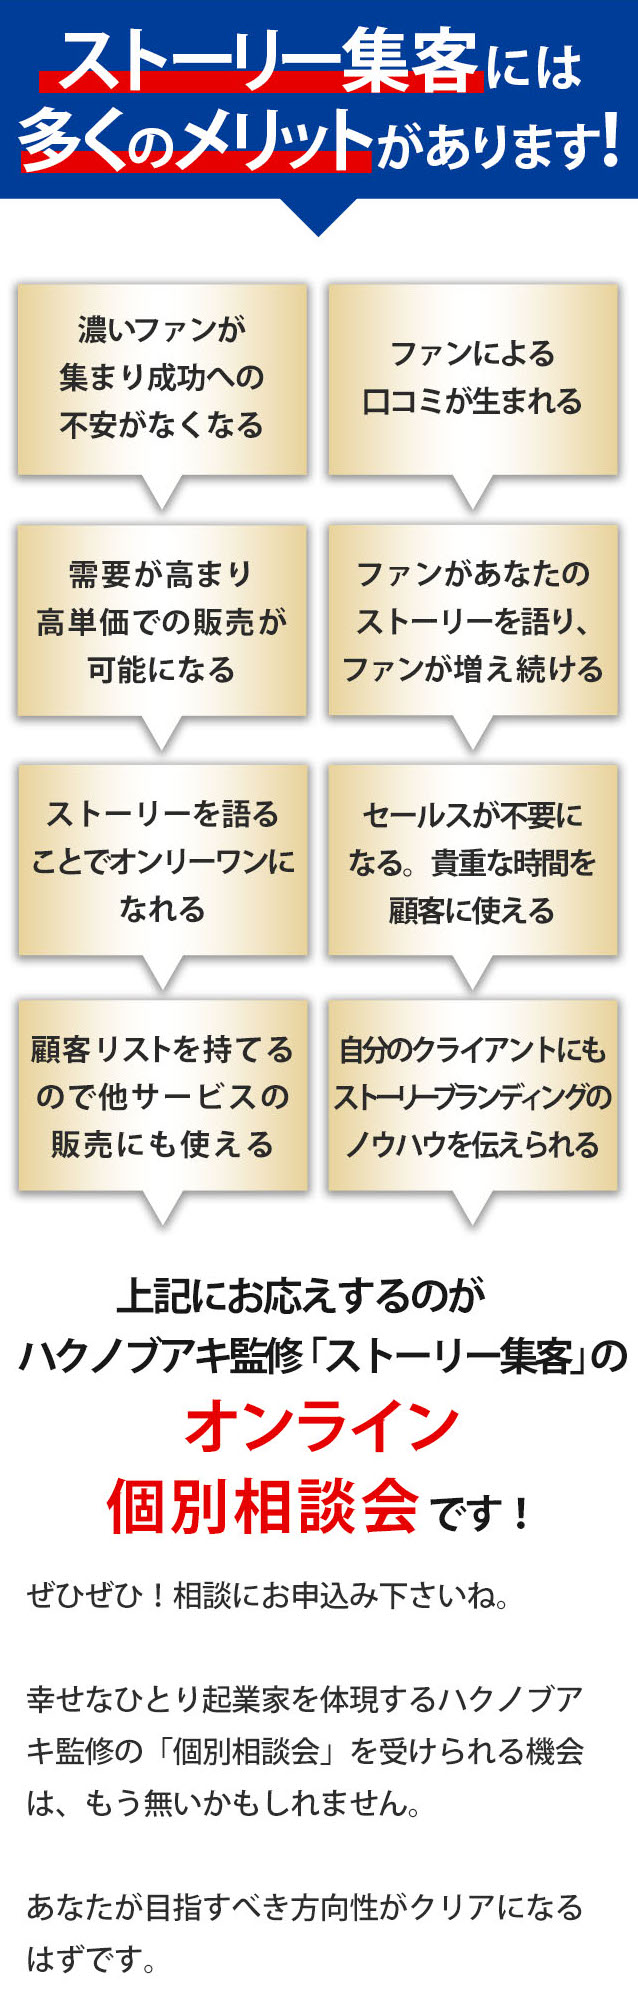 ストーリー集客には
多くのメリットがあります!
濃いファンが
集まり成功への
不安がなくなる
ファンによる
口コミが生まれる
需要が高まり
高単価での販売が
可能になる
ファンがあなたの
ストーリーを語り、
ファンが増え続ける
ストーリーを語る
ことでオンリーワンに
なれる
セールスが不要に
なる。貴重な時間を
顧客に使える
顧客リストを持てる
ので他サービスの
販売にも使える
自分のクライアントにも
ストーリーブランディングの
ノウハウを伝えられる
上記にお応えするのが
ハクノブアキ監修「ストーリー集客」の
オンライン
個別相談会です！
ぜひぜひ！相談にお申込み下さいね。
幸せなひとり起業家を体現するハクノブア
キ監修の「個別相談会」を受けられる機会
は、もう無いかもしれません。
あなたが目指すべき方向性がクリアになる
はずです。